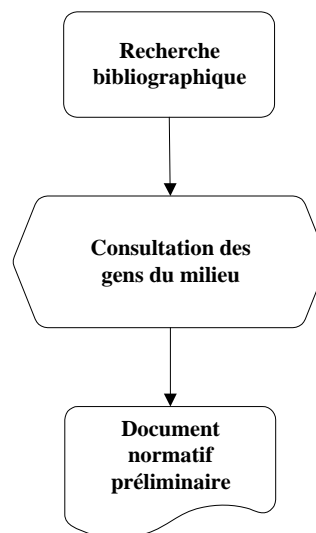 Recherche
bibliographique
Consultation des
gens du milieu
Document
normatif
préliminaire